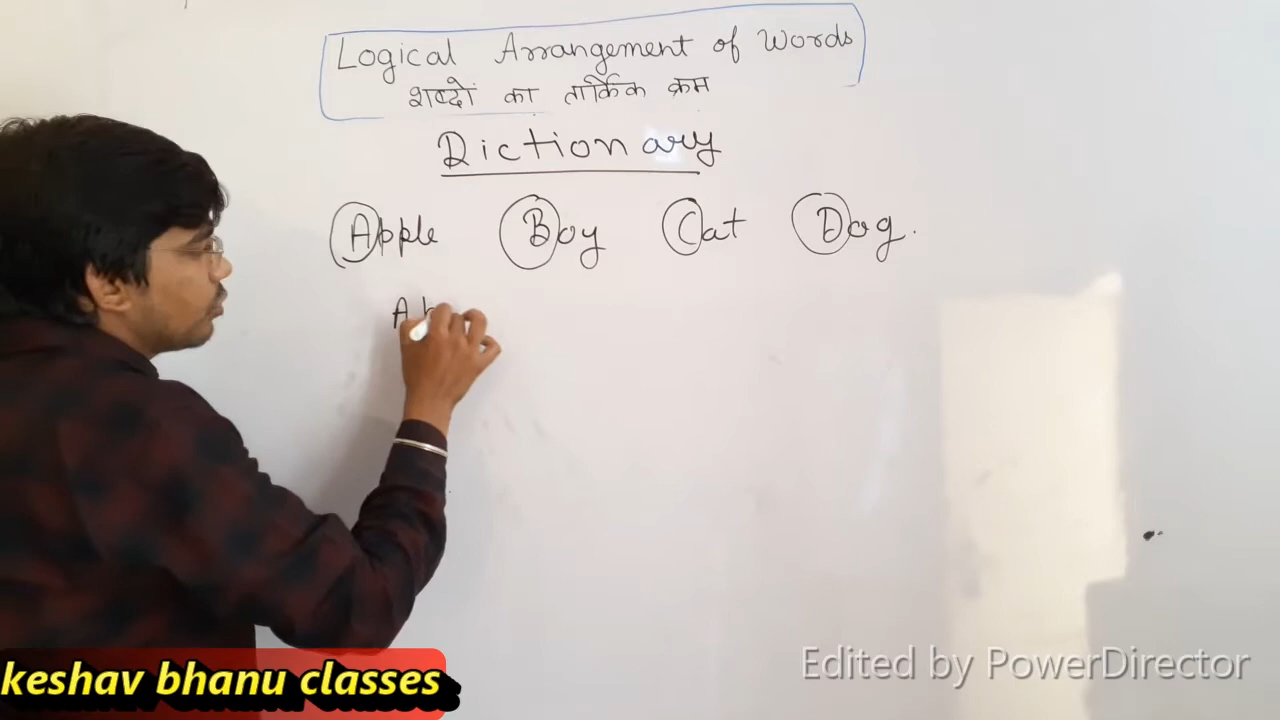 Logical Arrangement of Words
शब्दों का तार्किक क्रम
Dictionary
Apple Boy Cat Dog.
keshav bhanu classes
Edited by PowerDirector